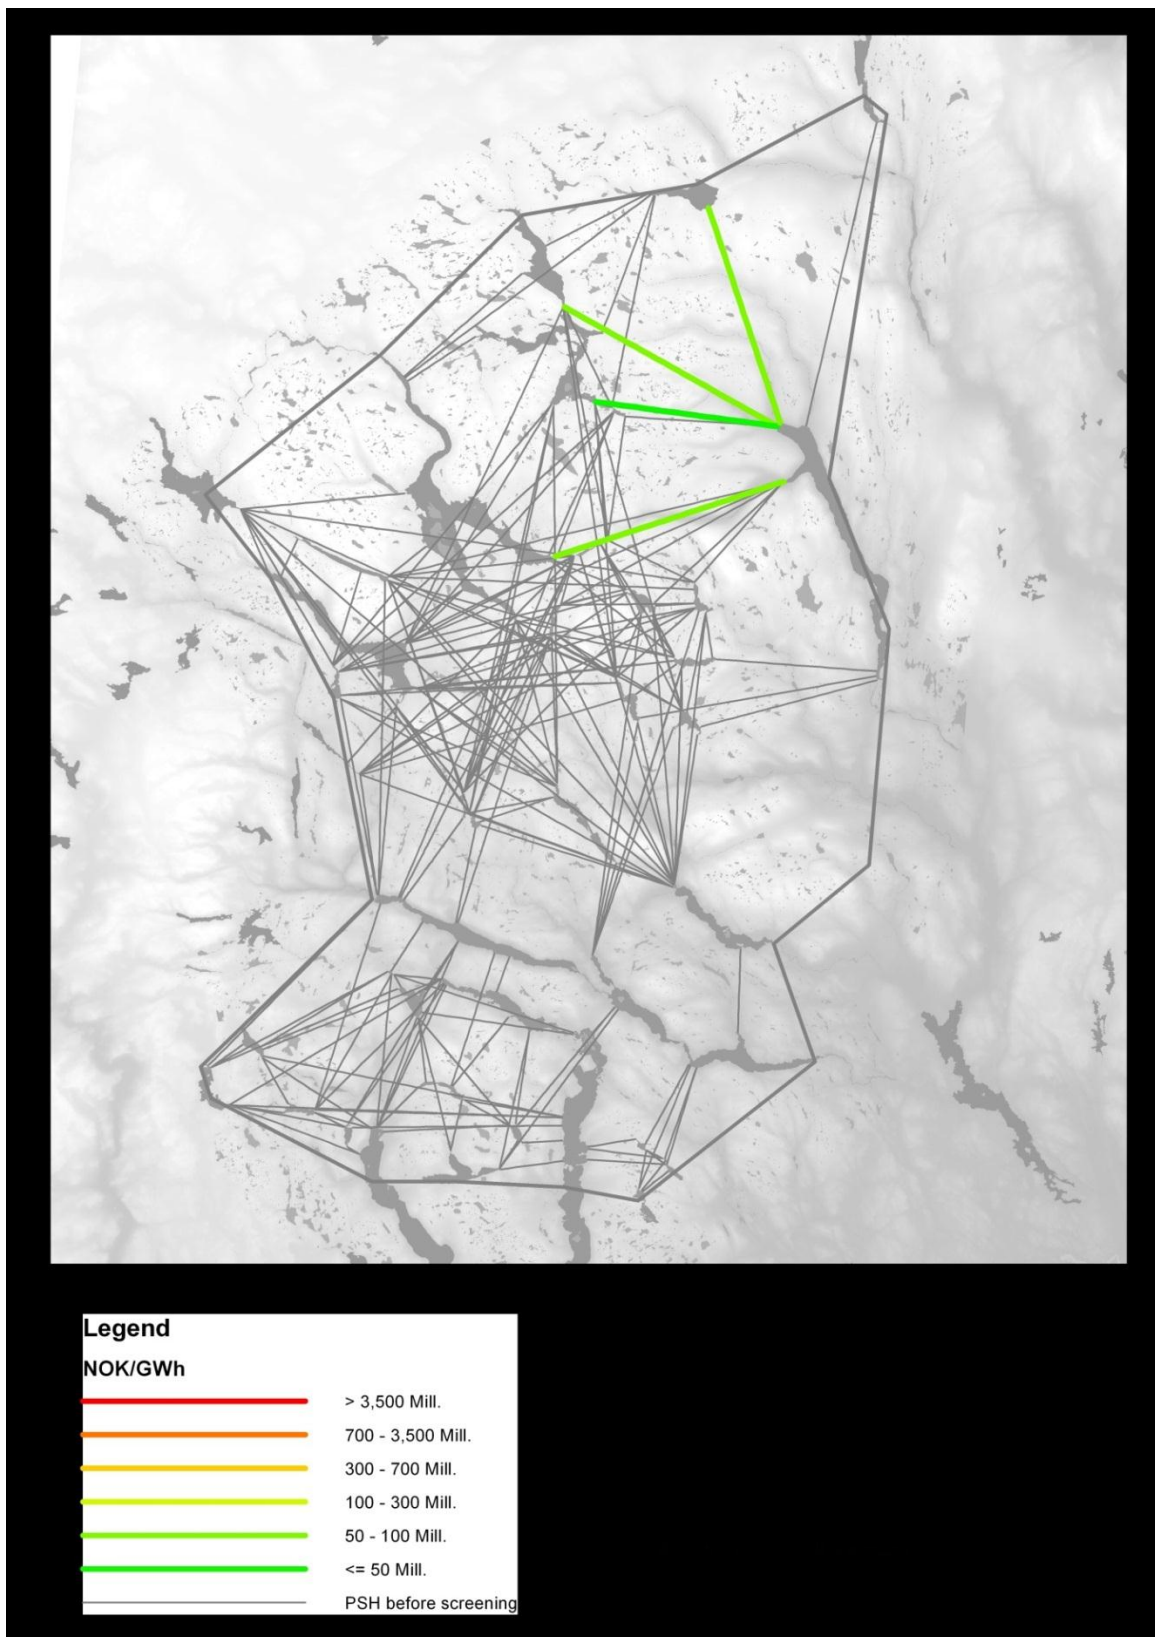 Legend
NOK/GWh
> 3,500 Mill.
700 - 3,500 Mill.
300 - 700 Mill.
100 - 300 Mill.
50 - 100 Mill.
<= 50 Mill.
PSH before screening